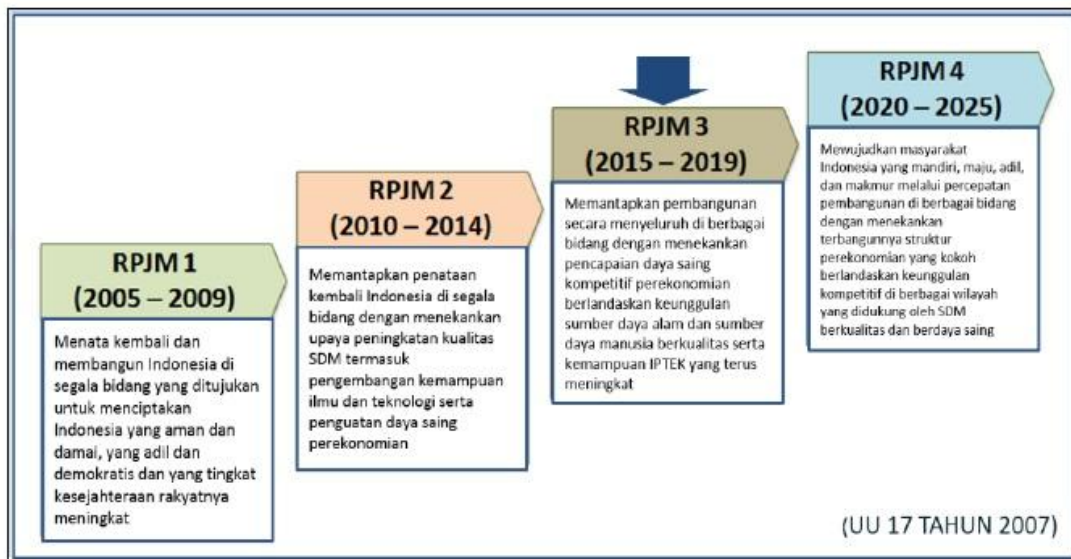 RPJM 1
(2005 – 2009)
Menata kembali dan
membangun Indonesia di
segala bidang yang ditujukan
untuk menciptakan
Indonesia yang aman dan
damai, yang adil dan
demokratis dan yang tingkat
kesejahteraan rakyatnya
meningkat
RPJM 2
(2010 – 2014)
Memantapkan penataan
kembali Indonesia di segala
bidang dengan menekankan
upaya peningkatan kualitas
SDM termasuk
pengembangan kemampuan
ilmu dan teknologi serta
penguatan daya saing
perekonomian
RPJM 3
(2015 – 2019)
Memantapkan pembangunan
secara menyeluruh di berbagai
bidang dengan menekankan
pencapaian daya saing
kompetitif perekonomian
berlandaskan keunggulan
sumber daya alam dan sumber
daya manusia berkualitas serta
kemampuan IPTEK yang terus
meningkat
RPJM 4
(2020 – 2025)
Mewujudkan masyarakat
Indonesia yang mandiri, maju, adil,
dan makmur melalui percepatan
pembangunan di berbagai bidang
dengan menekankan
terbangunnya struktur
perekonomian yang kokoh
berlandaskan keunggulan
kompetitif di berbagai wilayah
yang didukung oleh SDM
berkualitas dan berdaya saing
(UU 17 TAHUN 2007)